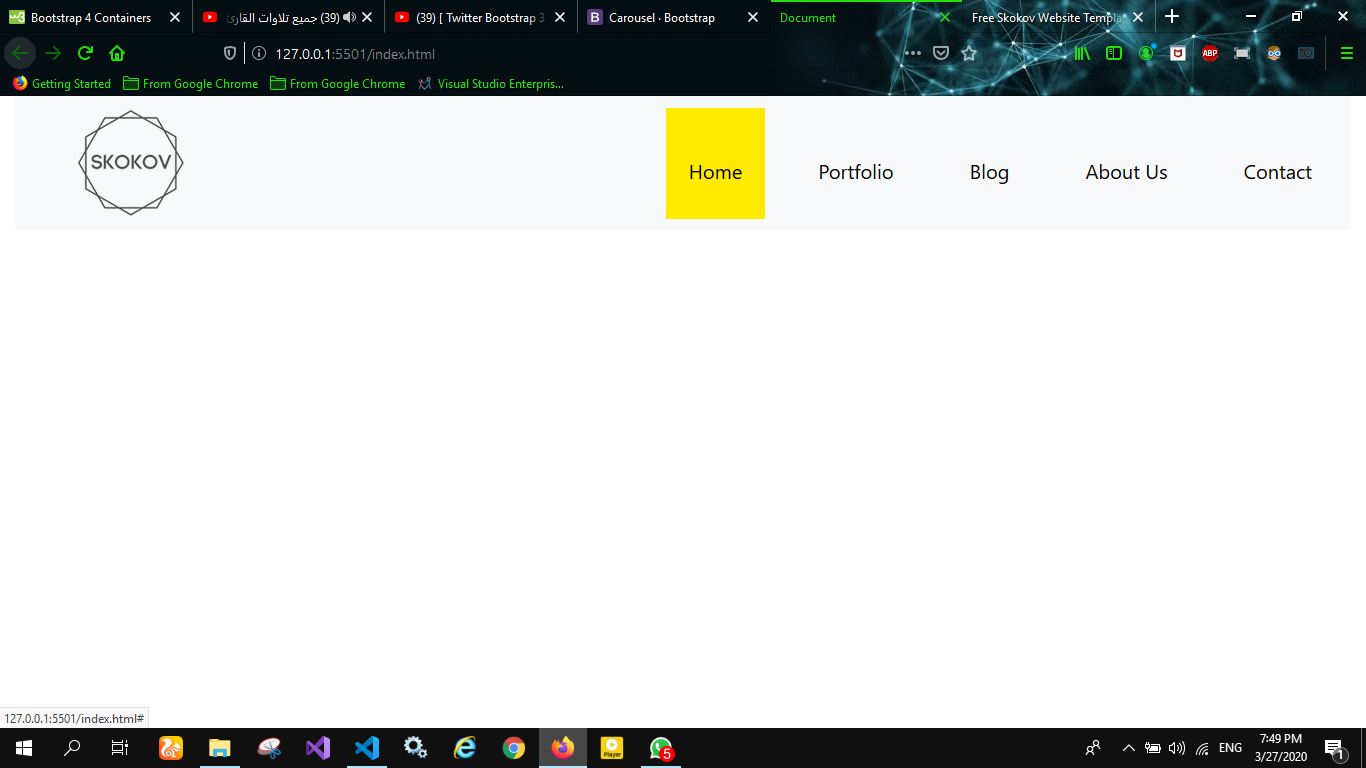 Bootstrap 4 Containers
(39) جميع تلاوات القارئ
(39) [ Twitter Bootstrap 3
Carousel · Bootstrap
Document
Free Skokov Website Templat
127.0.0.1:5501/index.html
ABP
Getting Started
From Google Chrome
From Google Chrome
Visual Studio Enterpris...
SKOKOV
Home
Portfolio
Blog
About Us
Contact
127.0.0.1:5501/index.html#
Player
5
ENG
7:49 PM
3/27/2020
1